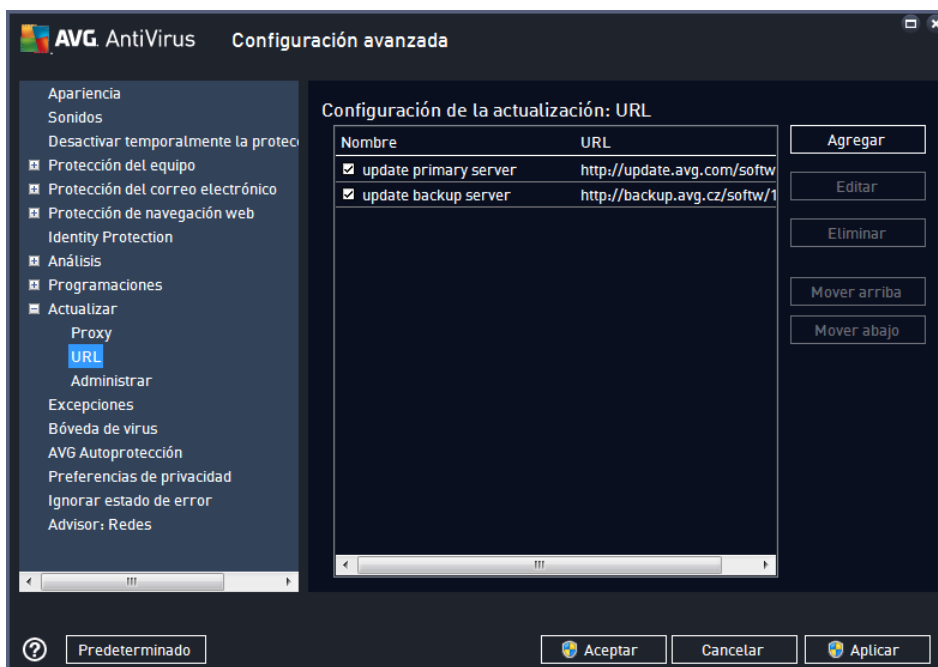 AVG. AntiVirus Configuración avanzada
Apariencia
Sonidos
Desactivar temporalmente la protec
Protección del equipo
Protección del correo electrónico
Protección de navegación web
Identity Protection
Análisis
Programaciones
Actualizar
Proxy
URL
Administrar
Excepciones
Bóveda de virus
AVG Autoprotección
Preferencias de privacidad
Ignorar estado de error
Advisor: Redes
Configuración de la actualización: URL
Nombre URL
update primary server http://update.avg.com/softw
update backup server http://backup.avg.cz/softw/1
Agregar
Editar
Eliminar
Mover arriba
Mover abajo
Predeterminado
Aceptar
Cancelar
Aplicar